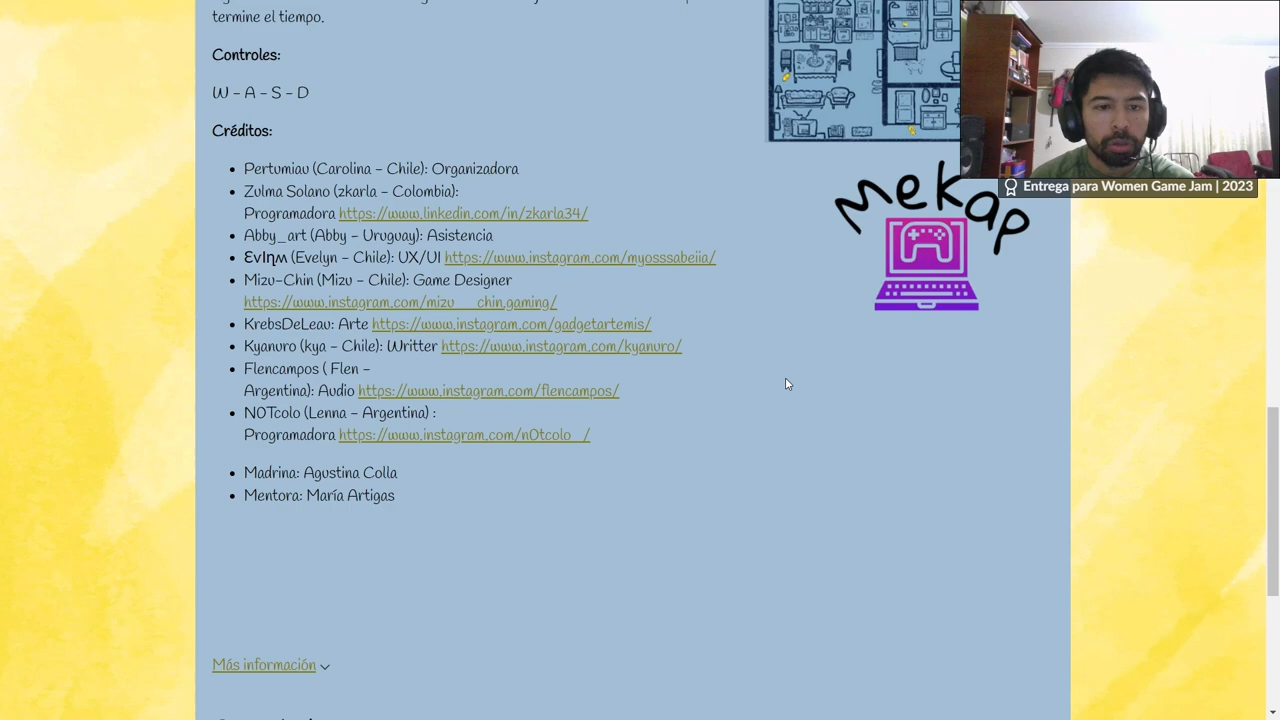 termine el tiempo.
Controles:
W - A - S - D
Créditos:
Pertumiau (Carolina - Chile): Organizadora
Zulma Solano (zkarla - Colombia):
Programadora https://www.linkedin.com/in/zkarla34/
Abby_art (Abby - Uruguay): Asistencia
ƐvƖƞʍ (Evelyn - Chile): UX/UI https://www.instagram.com/myosssabeiia/
Mizu-Chin (Mizu - Chile): Game Designer
https://www.instagram.com/mizu___chin.gaming/
KrebsDeLeau: Arte https://www.instagram.com/gadgetartemis/
Kyanuro (kya - Chile): Writter https://www.instagram.com/kyanuro/
Flencampos ( Flen -
Argentina): Audio https://www.instagram.com/flencampos/
N0Tcolo (Lenna - Argentina) :
Programadora https://www.instagram.com/n0tcolo_/
Madrina: Agustina Colla
Mentora: María Artigas
Más información
Entrega para Women Game Jam | 2023
Mekap